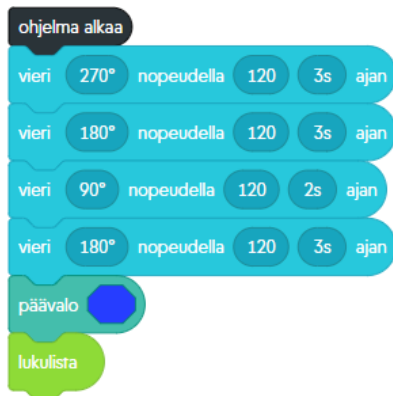 ohjelma alkaa
vieri 270° nopeudella 120 3s ajan
vieri 180° nopeudella 120 3s ajan
vieri 90° nopeudella 120 2s ajan
vieri 180° nopeudella 120 3s ajan
päävalo
lukulista